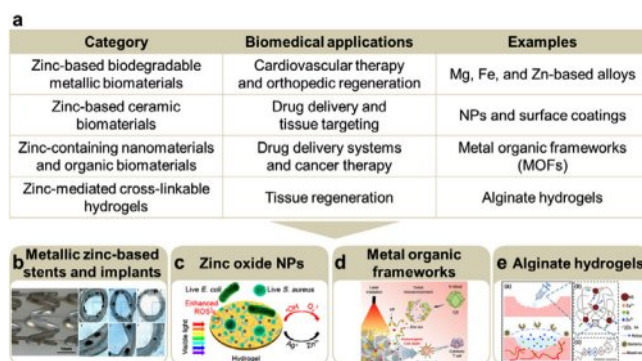 a
Category Biomedical applications Examples
Zinc-based biodegradable
metallic biomaterials
Cardiovascular therapy
and orthopedic regeneration
Mg, Fe, and Zn-based alloys
Zinc-based ceramic
biomaterials
Drug delivery and
tissue targeting
NPs and surface coatings
Zinc-containing nanomaterials
and organic biomaterials
Drug delivery systems
and cancer therapy
Metal organic frameworks
(MOFs)
Zinc-mediated cross-linkable
hydrogels
Tissue regeneration
Alginate hydrogels
b Metallic zinc-based
stents and implants
c Zinc oxide NPs
Live E. coli Live S. aureus
Enhanced
ROS
Visible light
Hydrogel
·OH
Ag+ Zn2+
d Metal organic
frameworks
e Alginate hydrogels
(a)
(b)